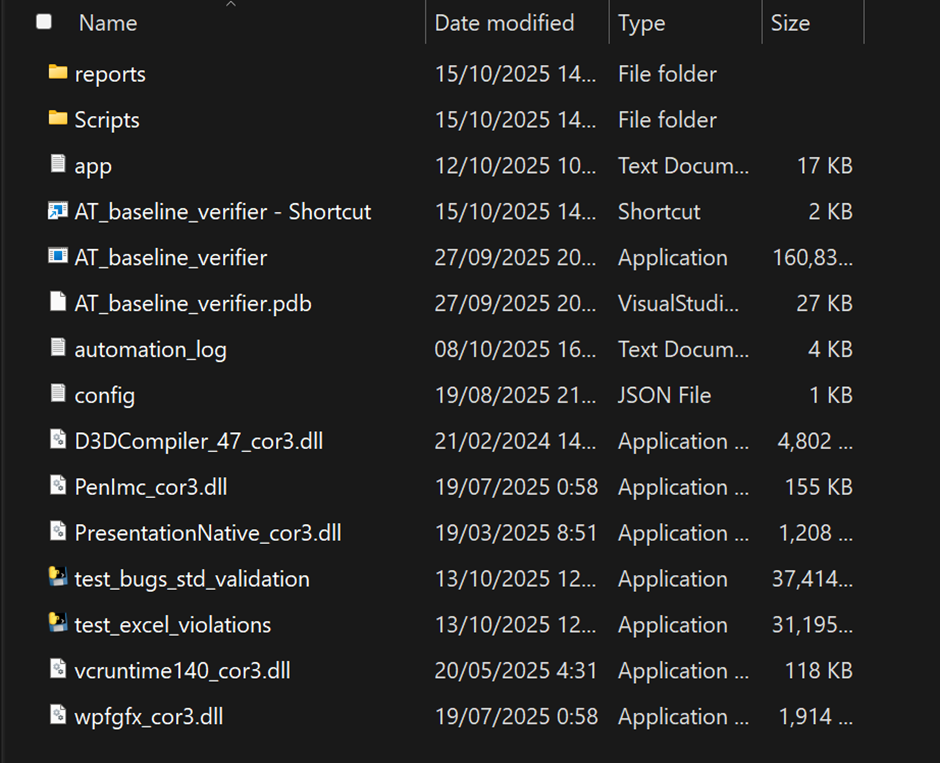 Name Date modified Type Size
reports 15/10/2025 14... File folder
Scripts 15/10/2025 14... File folder
app 12/10/2025 10... Text Docum... 17 KB
AT_baseline_verifier - Shortcut 15/10/2025 14... Shortcut 2 KB
AT_baseline_verifier 27/09/2025 20... Application 160,83...
AT_baseline_verifier.pdb 27/09/2025 20... VisualStudi... 27 KB
automation_log 08/10/2025 16... Text Docum... 4 KB
config 19/08/2025 21... JSON File 1 KB
D3DCompiler_47_cor3.dll 21/02/2024 14... Application ... 4,802 ...
PenImc_cor3.dll 19/07/2025 0:58 Application ... 155 KB
PresentationNative_cor3.dll 19/03/2025 8:51 Application ... 1,208 ...
test_bugs_std_validation 13/10/2025 12... Application 37,414...
test_excel_violations 13/10/2025 12... Application 31,195...
vcruntime140_cor3.dll 20/05/2025 4:31 Application ... 118 KB
wpfgfx_cor3.dll 19/07/2025 0:58 Application ... 1,914 ...